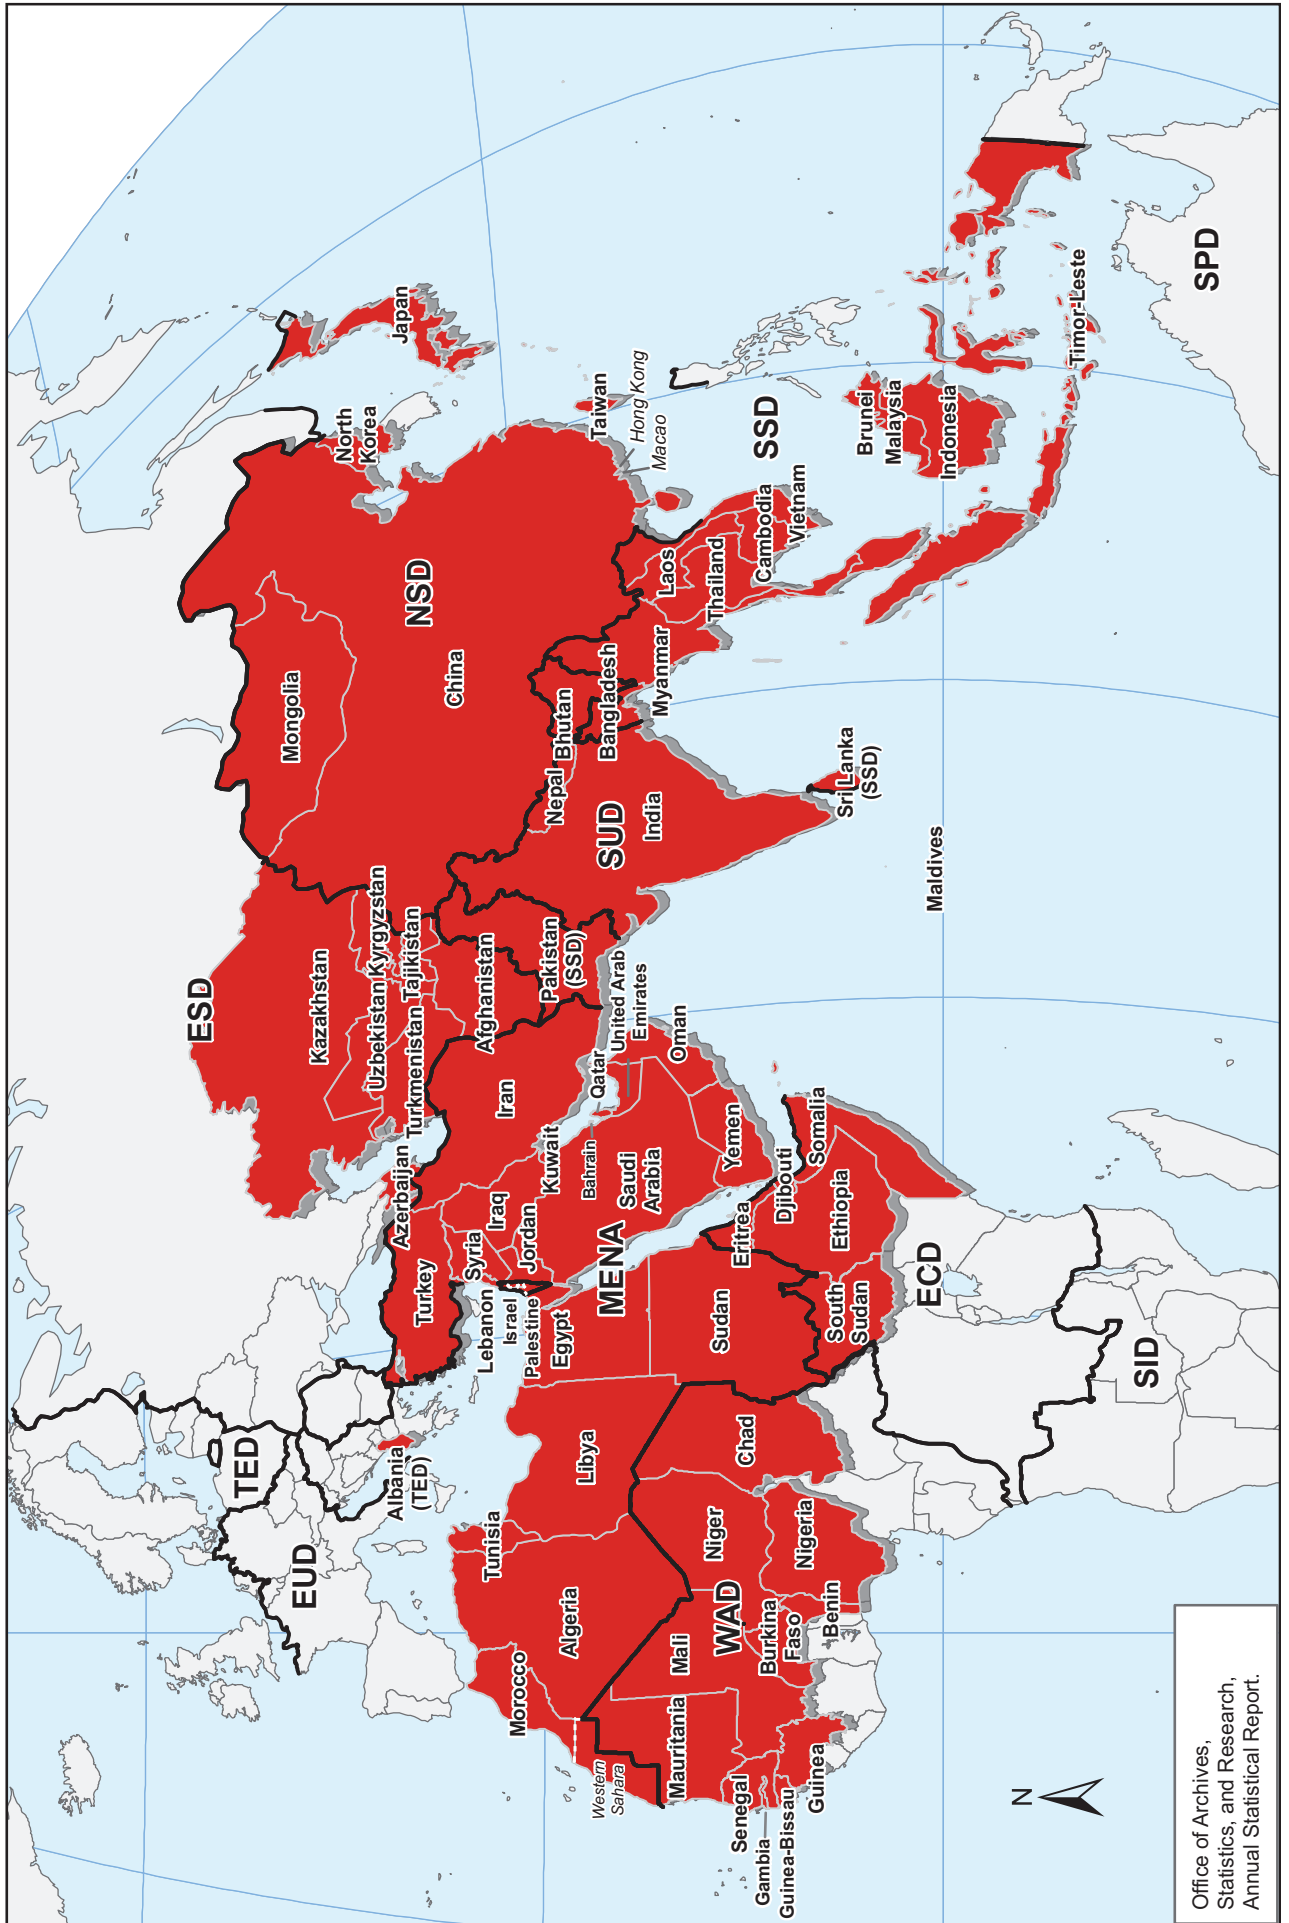 ESD
NSD
SSD
SPD
SUD
MENA
WAD
ECD
SID
TED
EUD
Japan
North
Korea
Taiwan
Hong Kong
Macao
Mongolia
China
Kazakhstan
Uzbekistan
Kyrgyzstan
Turkmenistan
Tajikistan
Afghanistan
Pakistan
(SSD)
Nepal
Bhutan
Bangladesh
India
Sri Lanka
(SSD)
Maldives
Myanmar
Laos
Thailand
Cambodia
Vietnam
Brunei
Malaysia
Indonesia
Timor-Leste
Azerbaijan
Turkey
Iran
Iraq
Syria
Lebanon
Israel
Palestine
Jordan
Kuwait
Bahrain
Qatar
United Arab
Emirates
Oman
Saudi
Arabia
Yemen
Egypt
Sudan
Eritrea
Djibouti
Somalia
Ethiopia
South
Sudan
Albania
(TED)
Libya
Tunisia
Algeria
Morocco
Western
Sahara
Chad
Niger
Nigeria
Mali
Burkina
Faso
Benin
Mauritania
Senegal
Gambia
Guinea-Bissau
Guinea
N
Office of Archives,
Statistics, and Research,
Annual Statistical Report.